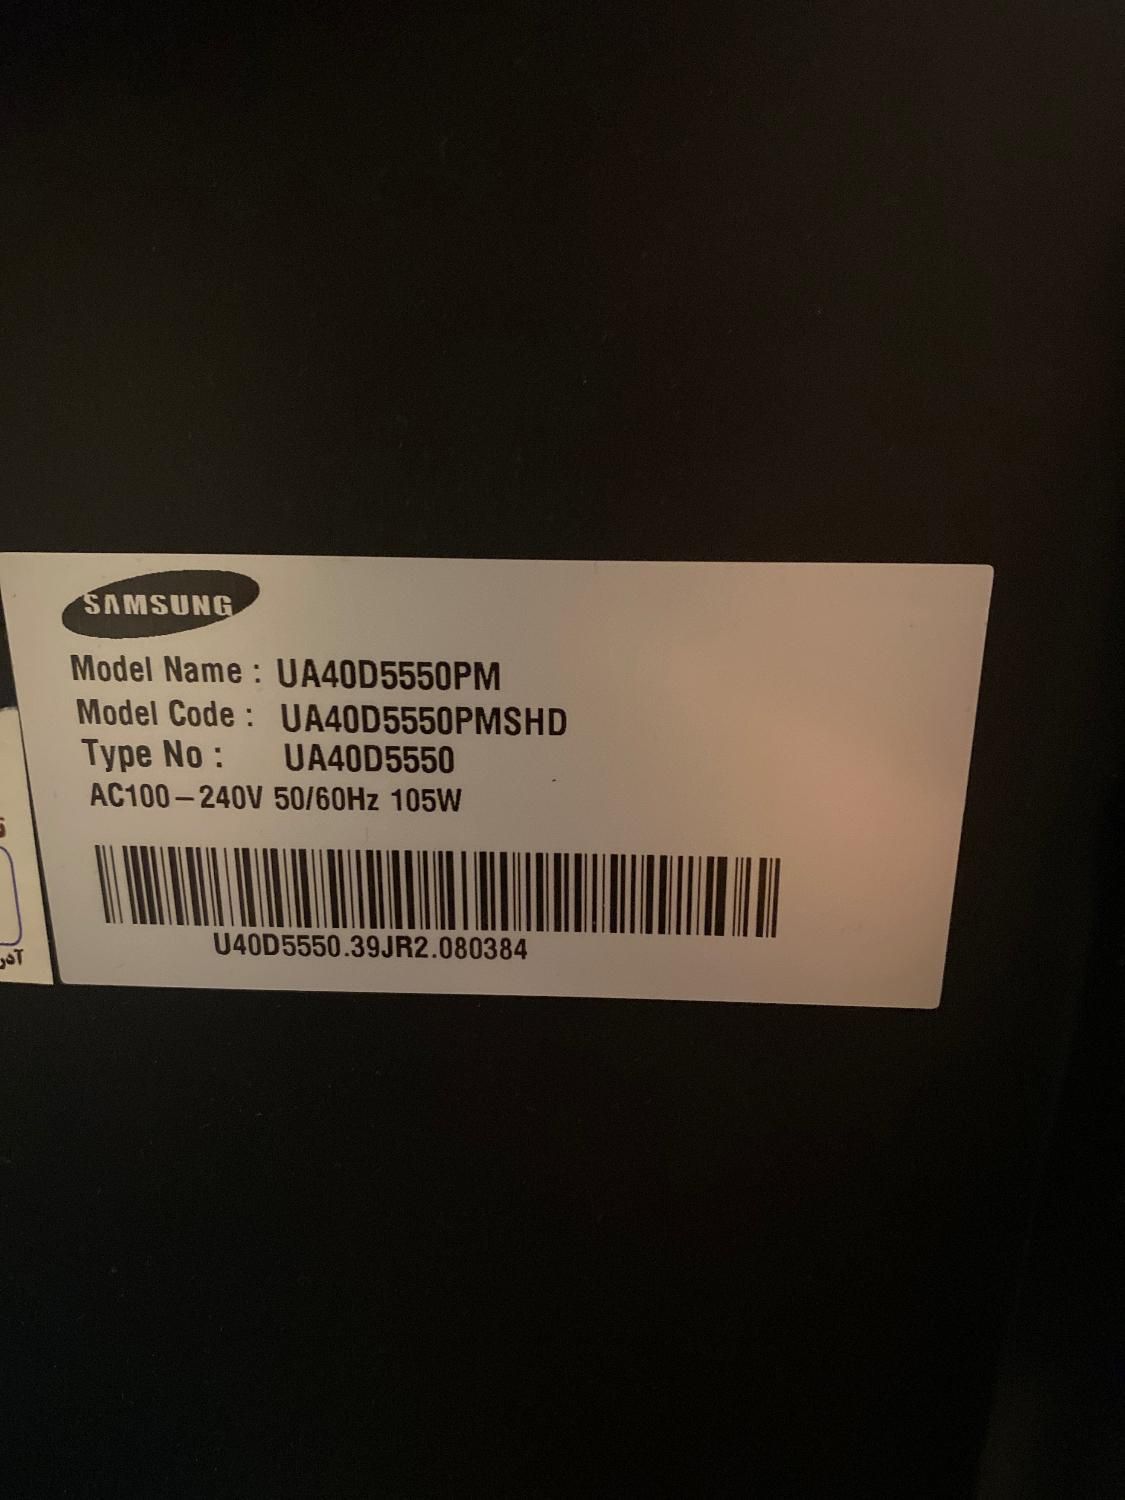 SAMSUNG
Model Name : UA40D5550PM
Model Code : UA40D5550PMSHD
Type No : UA40D5550
AC100-240V 50/60Hz 105W
U40D5550.39JR2.080384